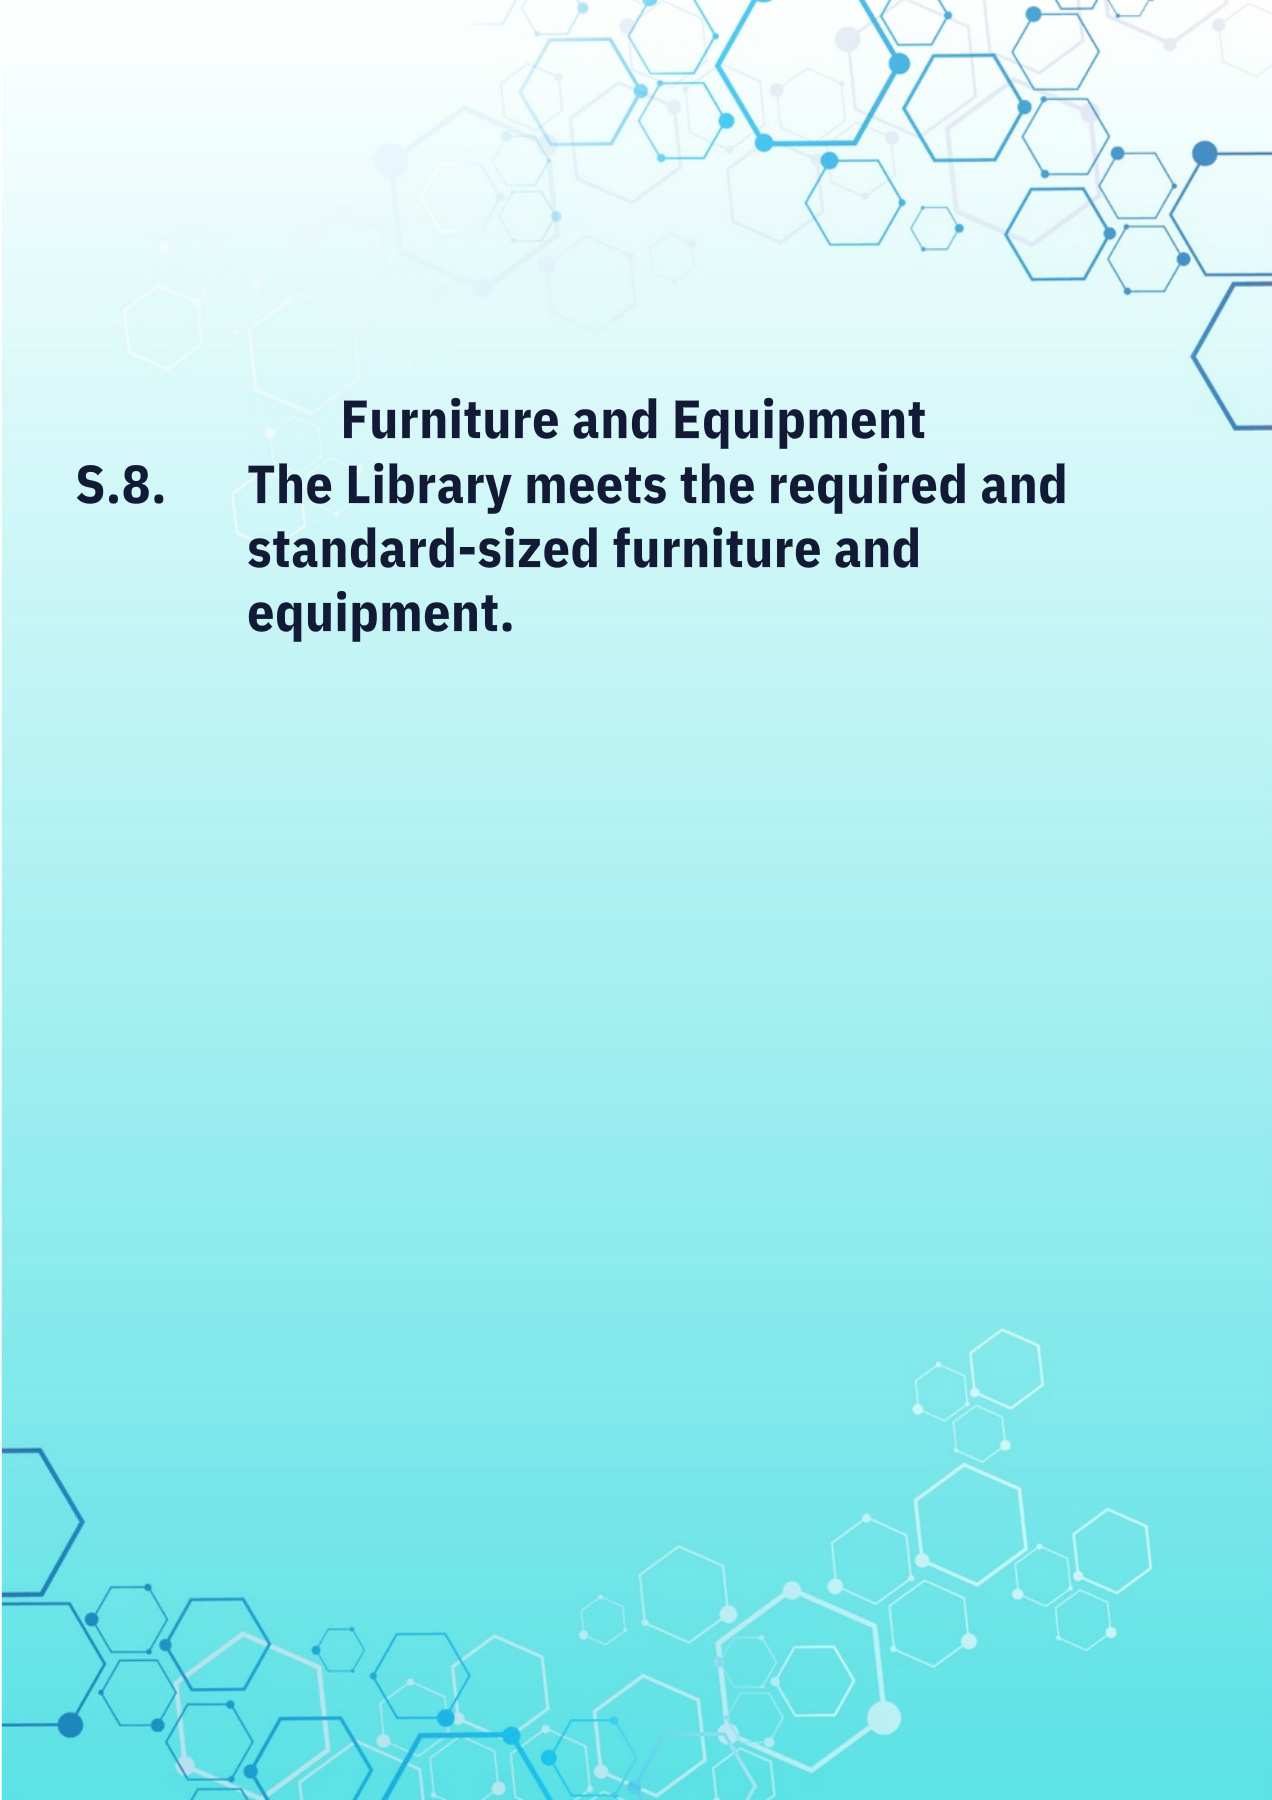 Furniture and Equipment
S.8. The Library meets the required and
standard-sized furniture and
equipment.